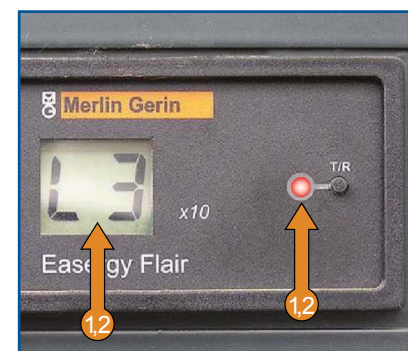 Merlin Gerin
T/R
L3
x10
Easergy Flair
1,2
1,2